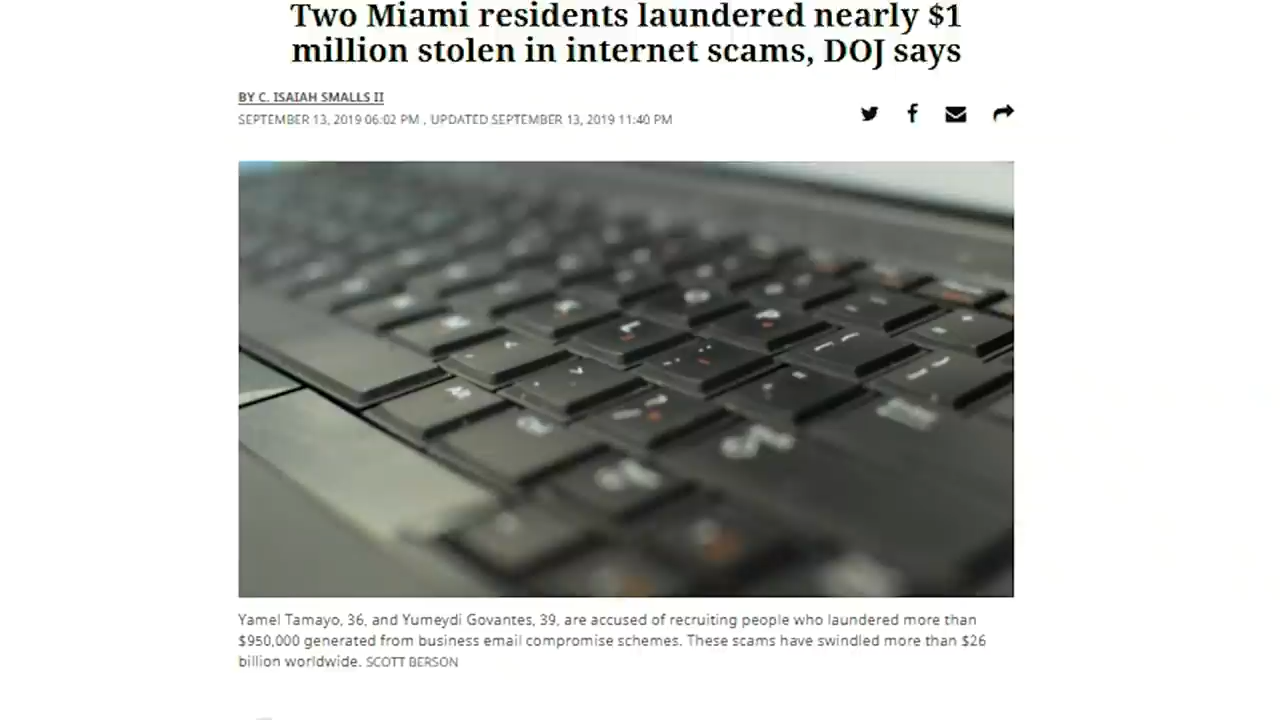 Two Miami residents laundered nearly $1
million stolen in internet scams, DOJ says
BY C. ISAIAH SMALLS II
SEPTEMBER 13, 2019 06:02 PM , UPDATED SEPTEMBER 13, 2019 11:40 PM
Yamel Tamayo, 36, and Yumeydi Govantes, 39, are accused of recruiting people who laundered more than
$950,000 generated from business email compromise schemes. These scams have swindled more than $26
billion worldwide. SCOTT BERSON